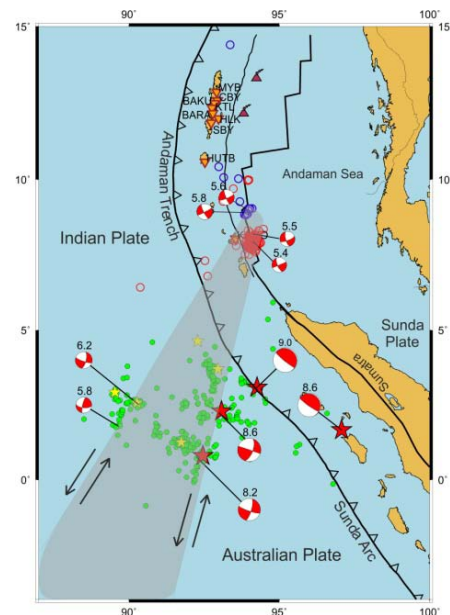 90° 95° 100°
15°
MYB
CBY
BAKU KTL
BARA
HLK
SBY
HUTB
10°
Andaman Sea
5.6
5.8
Andaman Trench
Indian Plate
5.5
5.4
5°
Sunda Plate
Sumatra
6.2
9.0
8.6
5.8
8.6
0°
8.2
Sunda Arc
Australian Plate
90° 95° 100°
15°
10°
5°
0°